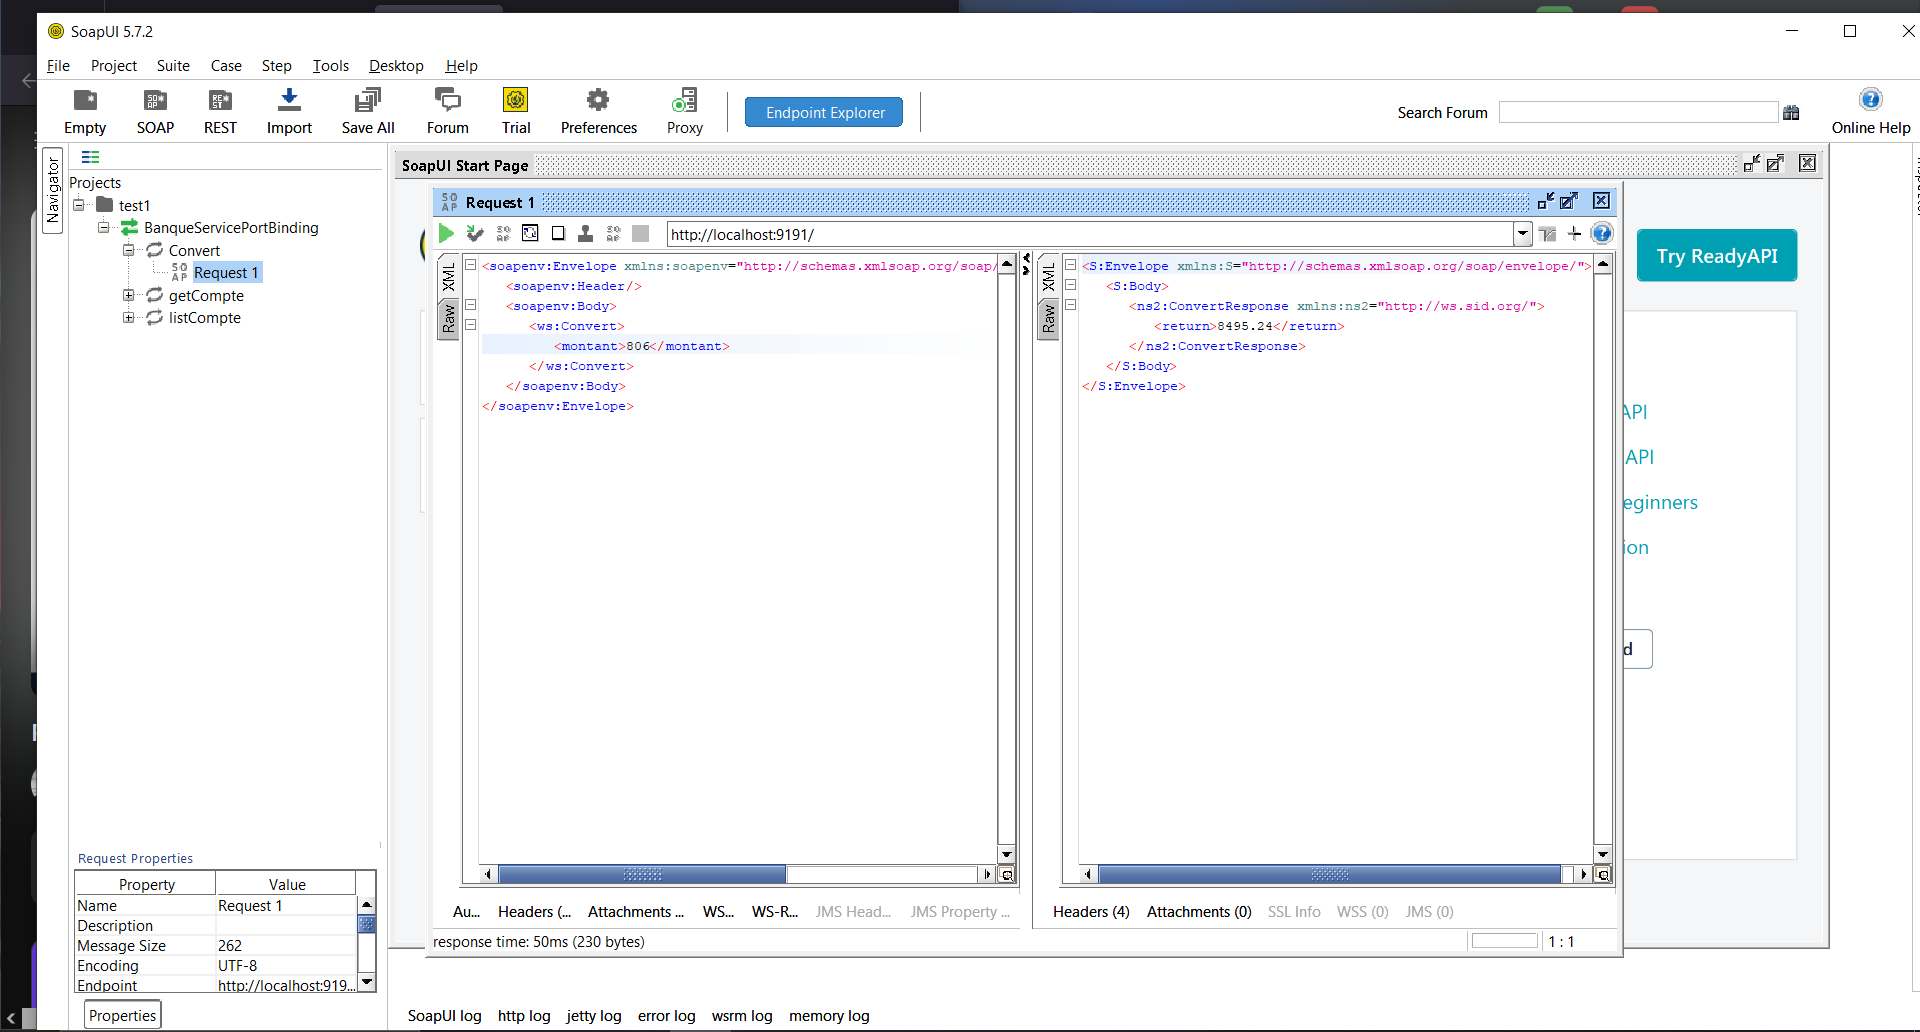 SoapUI 5.7.2
File Project Suite Case Step Tools Desktop Help
Empty SOAP REST Import Save All Forum Trial Preferences Proxy Endpoint Explorer Search Forum Online Help
Navigator
Projects
test1
BanqueServicePortBinding
Convert
Request 1
getCompte
listCompte
Request Properties
Property Value
Name Request 1
Description
Message Size 262
Encoding UTF-8
Endpoint http://localhost:919...
Properties
SoapUI Start Page
Request 1
http://localhost:9191/
XML
Raw
<soapenv:Envelope xmlns:soapenv="http://schemas.xmlsoap.org/soap/
<soapenv:Header/>
<soapenv:Body>
<ws:Convert>
<montant>806</montant>
</ws:Convert>
</soapenv:Body>
</soapenv:Envelope>
XML
Raw
<S:Envelope xmlns:S="http://schemas.xmlsoap.org/soap/envelope/">
<S:Body>
<ns2:ConvertResponse xmlns:ns2="http://ws.sid.org/">
<return>8495.24</return>
</ns2:ConvertResponse>
</S:Body>
</S:Envelope>
Au... Headers (... Attachments ... WS... WS-R... JMS Head... JMS Property ...
Headers (4) Attachments (0) SSL Info WSS (0) JMS (0)
response time: 50ms (230 bytes)
1 : 1
Try ReadyAPI
API
API
eginners
ion
d
SoapUI log http log jetty log error log wsrm log memory log